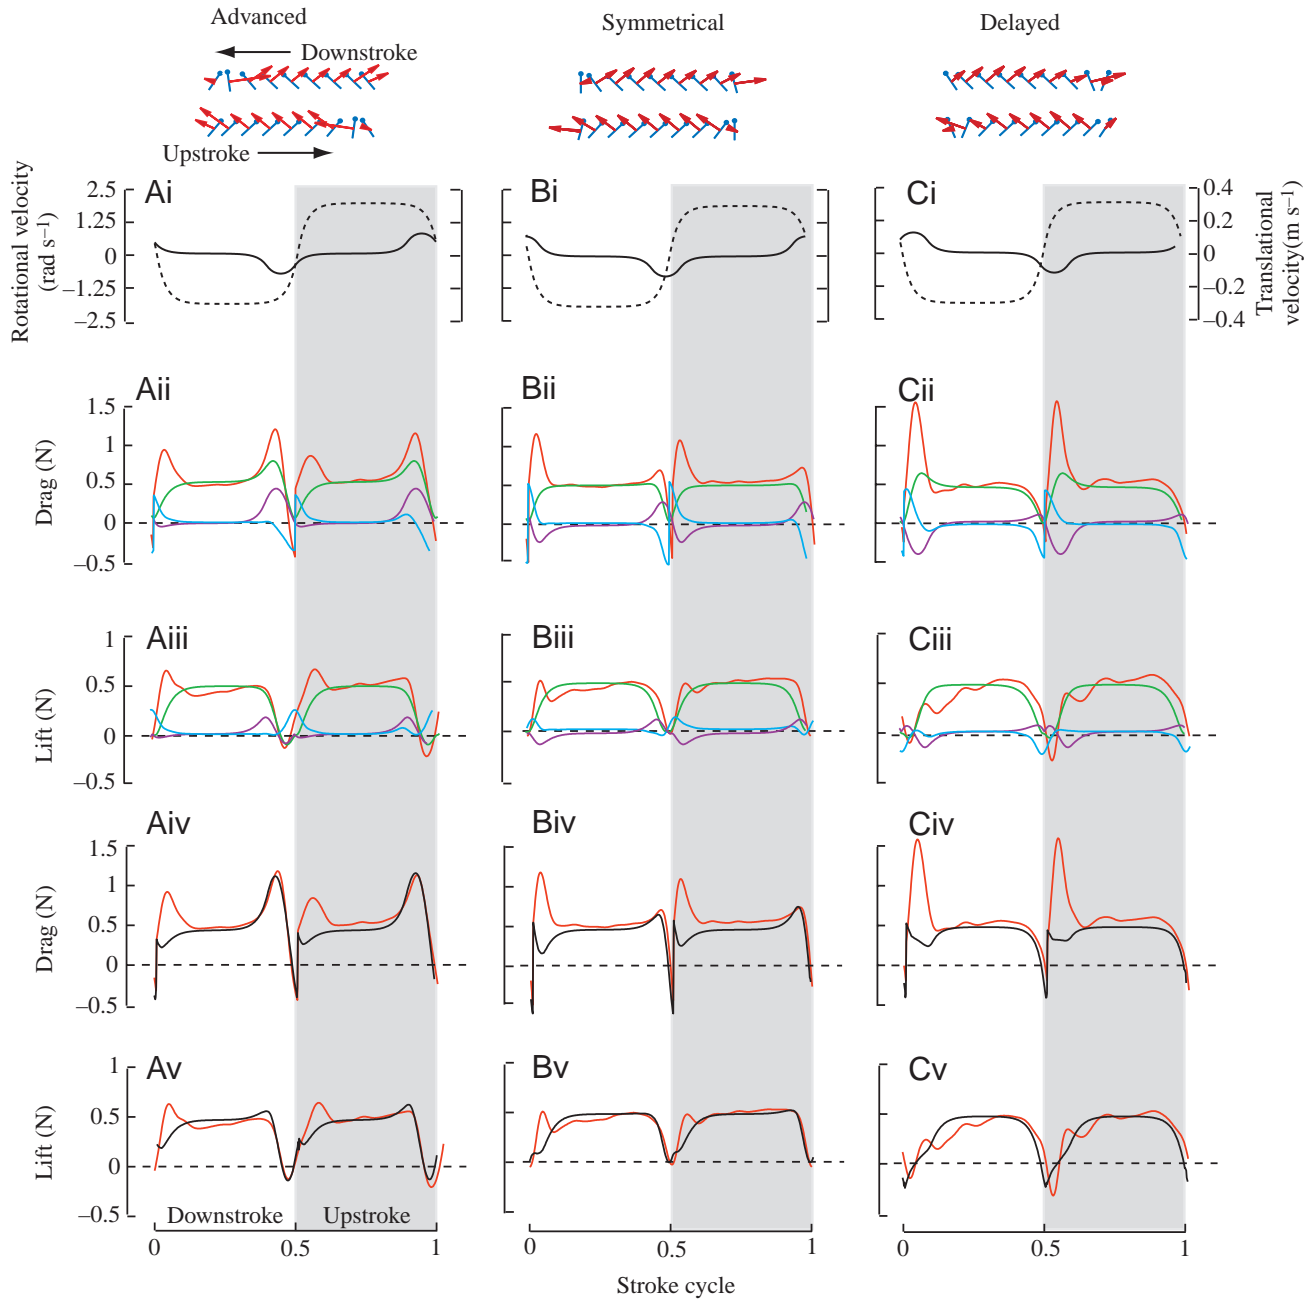 Advanced
Symmetrical
Delayed
Downstroke
Upstroke
Rotational velocity
(rad s–1)
2.5
1.25
0
–1.25
–2.5
Ai
Bi
Ci
0.4
0.2
0
–0.2
–0.4
Translational
velocity(m s–1)
Drag (N)
1.5
1
0.5
0
–0.5
Aii
Bii
Cii
Lift (N)
1
0.5
0
–0.5
Aiii
Biii
Ciii
Drag (N)
1.5
1
0.5
0
–0.5
Aiv
Biv
Civ
Lift (N)
1
0.5
0
–0.5
Av
Bv
Cv
Downstroke
Upstroke
0 0.5 1
0 0.5 1
0 0.5 1
Stroke cycle